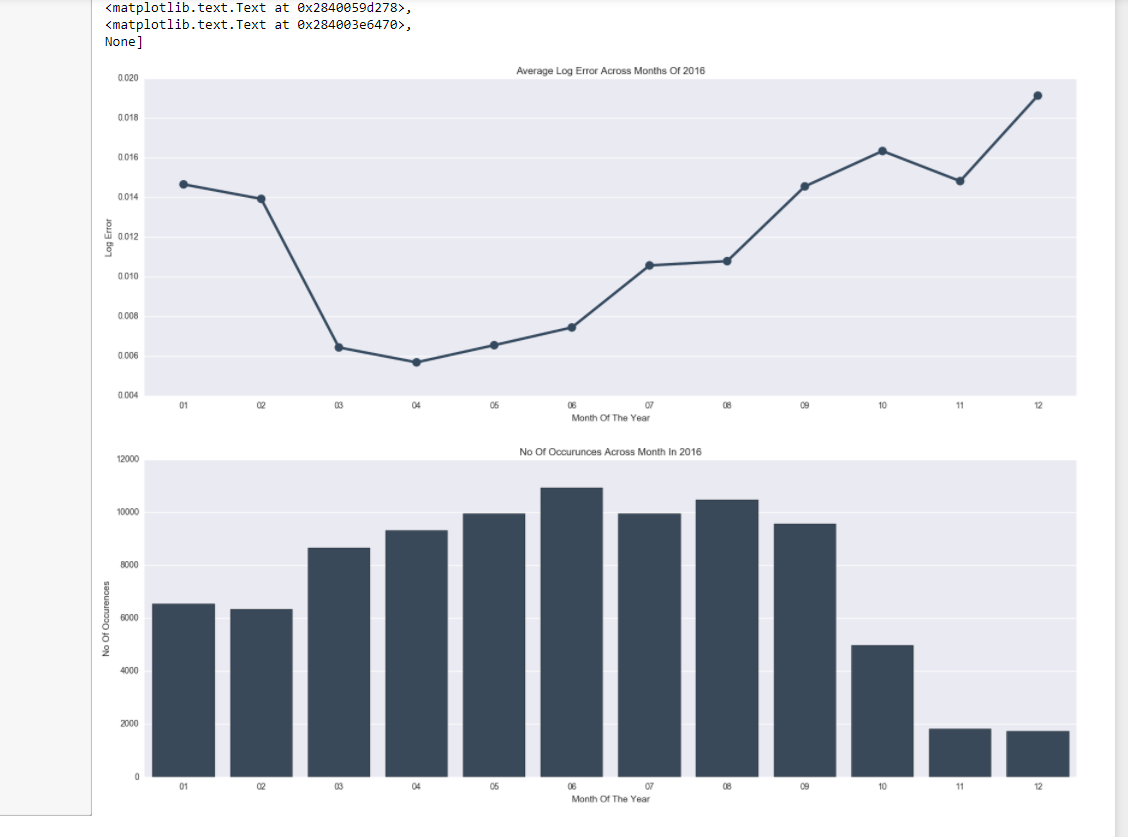 <matplotlib.text.Text at 0x2840059d278>,
<matplotlib.text.Text at 0x284003e6470>,
None]
Average Log Error Across Months Of 2016
0.020
0.018
0.016
0.014
0.012
0.010
0.008
0.006
0.004
Log Error
01 02 03 04 05 06 07 08 09 10 11 12
Month Of The Year
No Of Occurunces Across Month In 2016
12000
10000
8000
6000
4000
2000
0
No Of Occurences
01 02 03 04 05 06 07 08 09 10 11 12
Month Of The Year